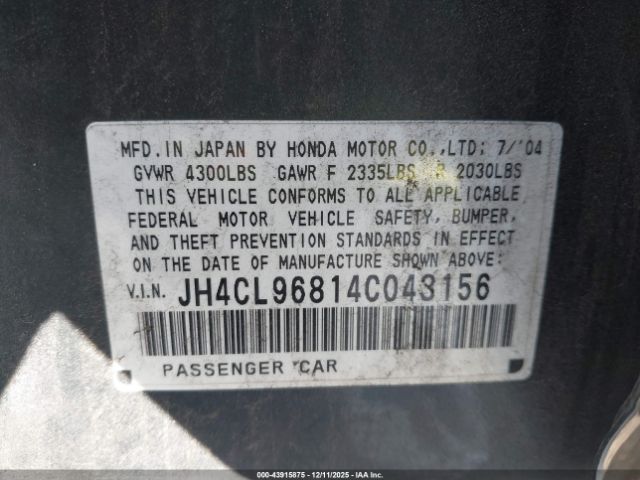 MFD. IN JAPAN BY HONDA MOTOR CO.,LTD: 7/'04
GVWR 4300LBS GAWR F 2335LBS R 2030LBS
THIS VEHICLE CONFORMS TO ALL APPLICABLE
FEDERAL MOTOR VEHICLE SAFETY, BUMPER,
AND THEFT PREVENTION STANDARDS IN EFFECT
ON THE DATE OF MANUFACTURE SHOWN ABOVE:
V.I.N. JH4CL96814C043156
PASSENGER CAR
000-43915875 - 12/11/2025 - IAAI. Copyright IAA, Inc.